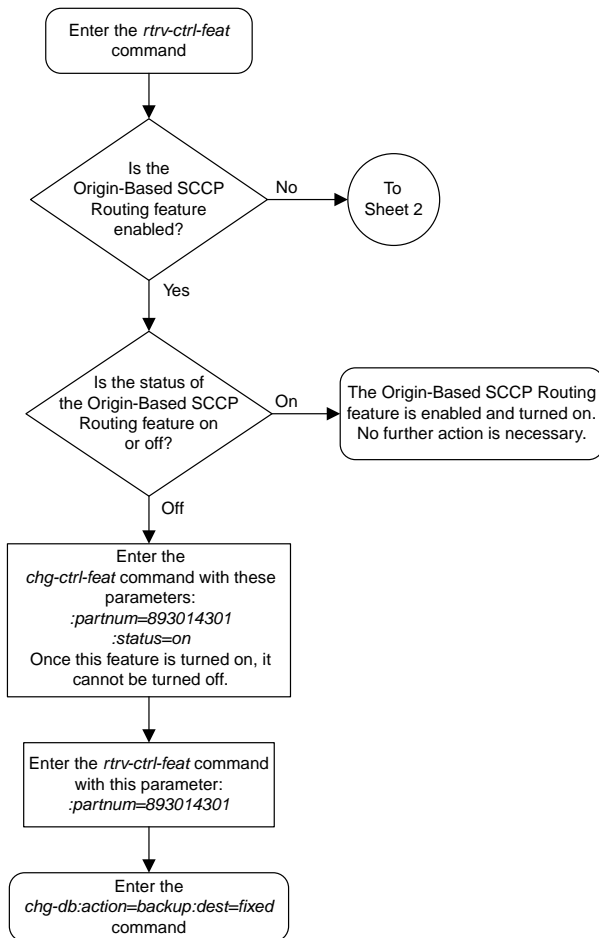 Enter the rtrv-ctrl-feat
command
Is the
Origin-Based SCCP
Routing feature
enabled?
No
To
Sheet 2
Yes
Is the status of
the Origin-Based SCCP
Routing feature on
or off?
On
The Origin-Based SCCP Routing
feature is enabled and turned on.
No further action is necessary.
Off
Enter the
chg-ctrl-feat command with these
parameters:
:partnum=893014301
:status=on
Once this feature is turned on, it
cannot be turned off.
Enter the rtrv-ctrl-feat command
with this parameter:
:partnum=893014301
Enter the
chg-db:action=backup:dest=fixed
command